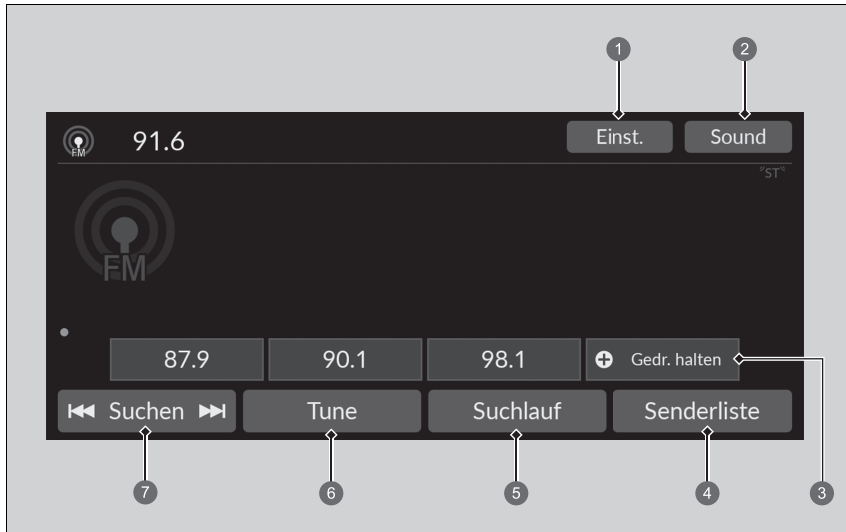 1 2
FM 91.6 Einst. Sound
ST
FM
87.9 90.1 98.1 Gedr. halten
Suchen Tune Suchlauf Senderliste
7 6 5 4 3